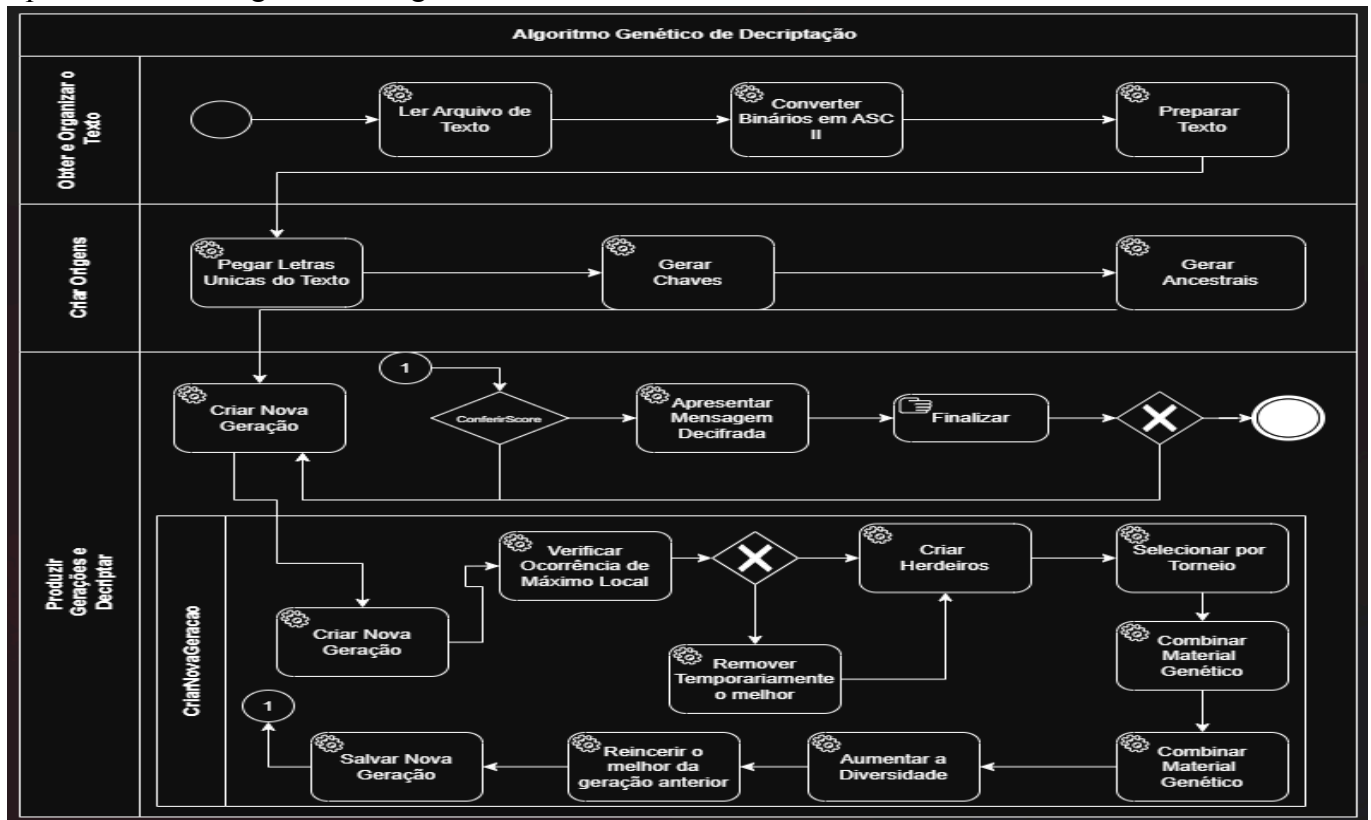 Algoritmo Genético de Decriptação
Obter e Organizar o
Texto
Ler Arquivo de
Texto
Converter
Binários em ASC
II
Preparar
Texto
Criar Origens
Pegar Letras
Unicas do Texto
Gerar
Chaves
Gerar
Ancestrais
Produzir
Gerações e
Decriptar
Criar Nova
Geração
1
ConferirScore
Apresentar
Mensagem
Decifrada
Finalizar
CriarNovaGeracao
Criar Nova
Geração
Verificar
Ocorrência de
Máximo Local
Remover
Temporariamente
o melhor
Criar
Herdeiros
Selecionar por
Torneio
Combinar
Material
Genético
Combinar
Material
Genético
Aumentar a
Diversidade
Reincerir o
melhor da
geração anterior
Salvar Nova
Geração
1